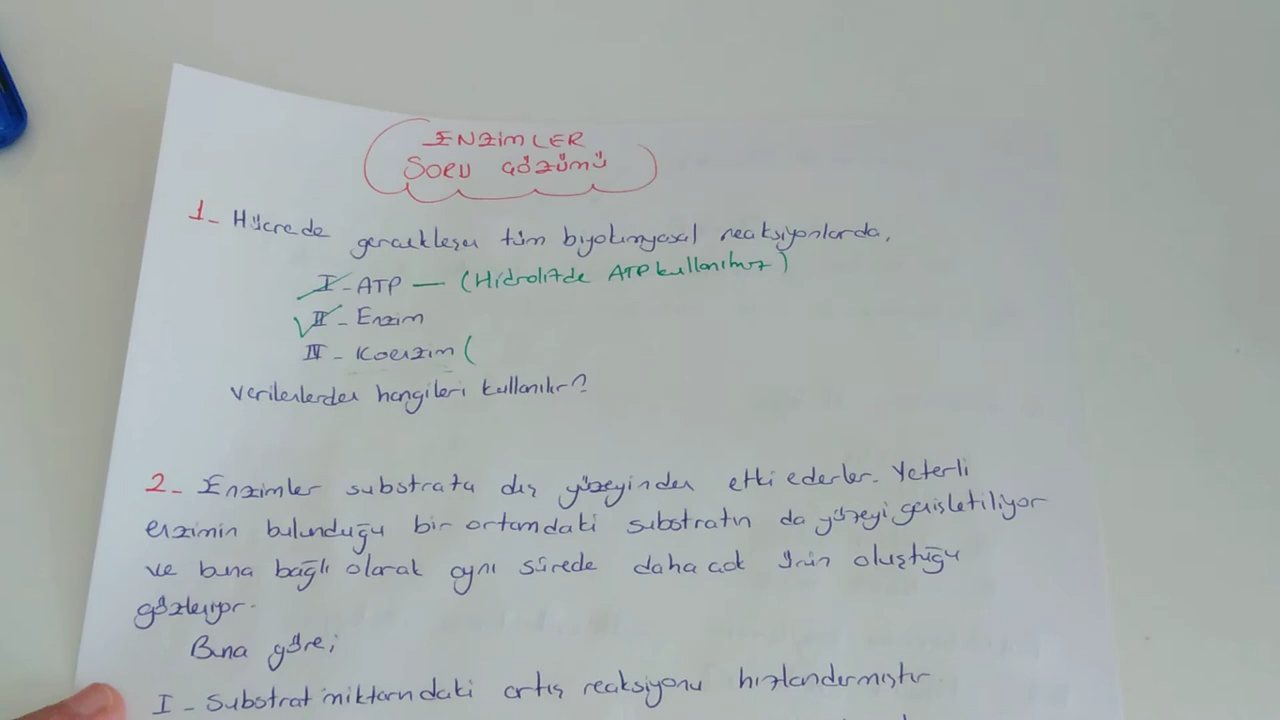 ENZİMLER
SORU ÇÖZÜMÜ
1- Hücrede gerçekleşen tüm biyokimyasal reaksiyonlarda,
I - ATP — (Hidrolizde ATP kullanılmaz)
II - Enzim
III - Koenzim (
verilenlerden hangileri kullanılır?
2- Enzimler substrata dış yüzeyinden etki ederler. Yeterli
enzimin bulunduğu bir ortamdaki substratın da yüzeyi genişletiliyor
ve buna bağlı olarak aynı sürede daha çok ürün oluştuğu
gözleniyor.
Buna göre;
I - Substrat miktarındaki artış reaksiyonu hızlandırmıştır.